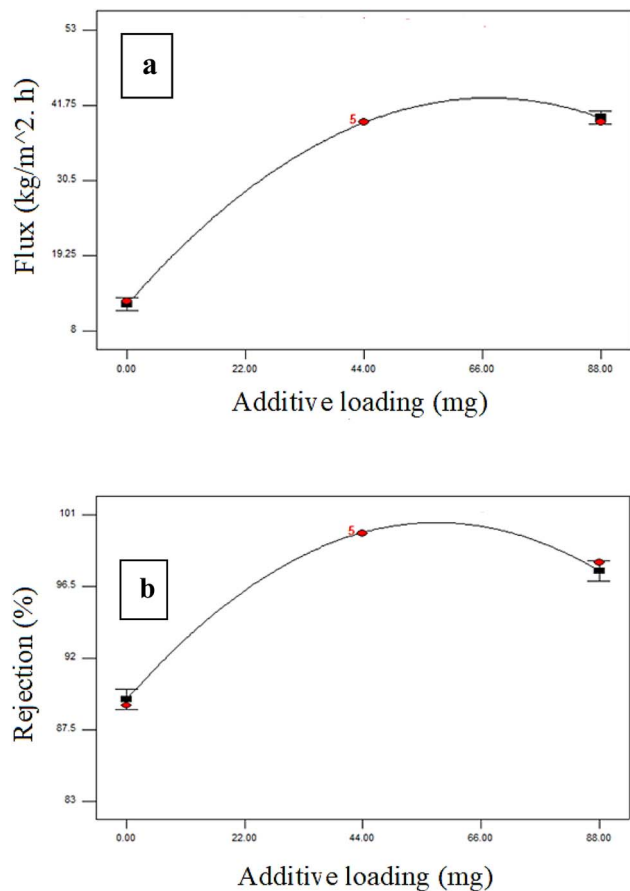 53
a
41.75
5
30.5
19.25
8
Flux (kg/m^2. h)
0.00 22.00 44.00 66.00 88.00
Additive loading (mg)
101
5
96.5
b
92
87.5
83
Rejection (%)
0.00 22.00 44.00 66.00 88.00
Additive loading (mg)